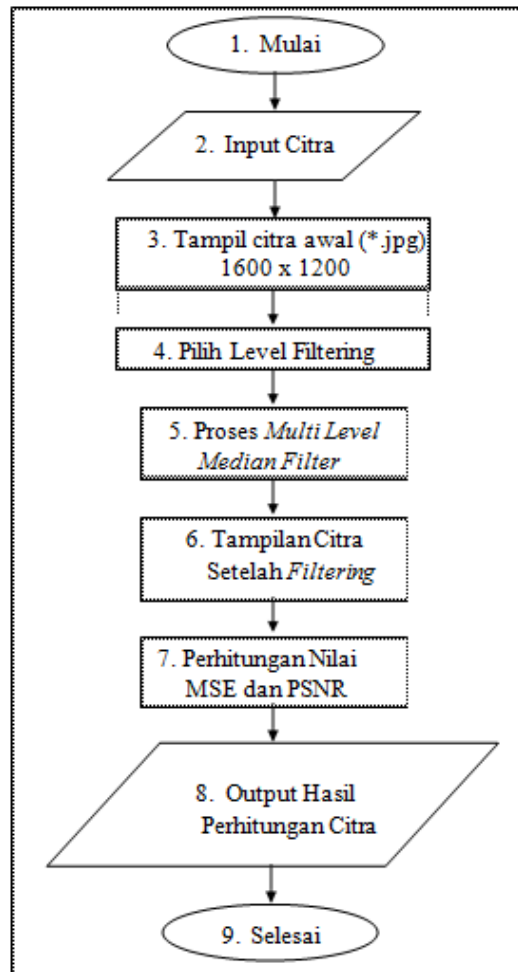 1. Mulai
2. Input Citra
3. Tampil citra awal (*.jpg)
1600 x 1200
4. Pilih Level Filtering
5. Proses Multi Level
Median Filter
6. Tampilan Citra
Setelah Filtering
7. Perhitungan Nilai
MSE dan PSNR
8. Output Hasil
Perhitungan Citra
9. Selesai